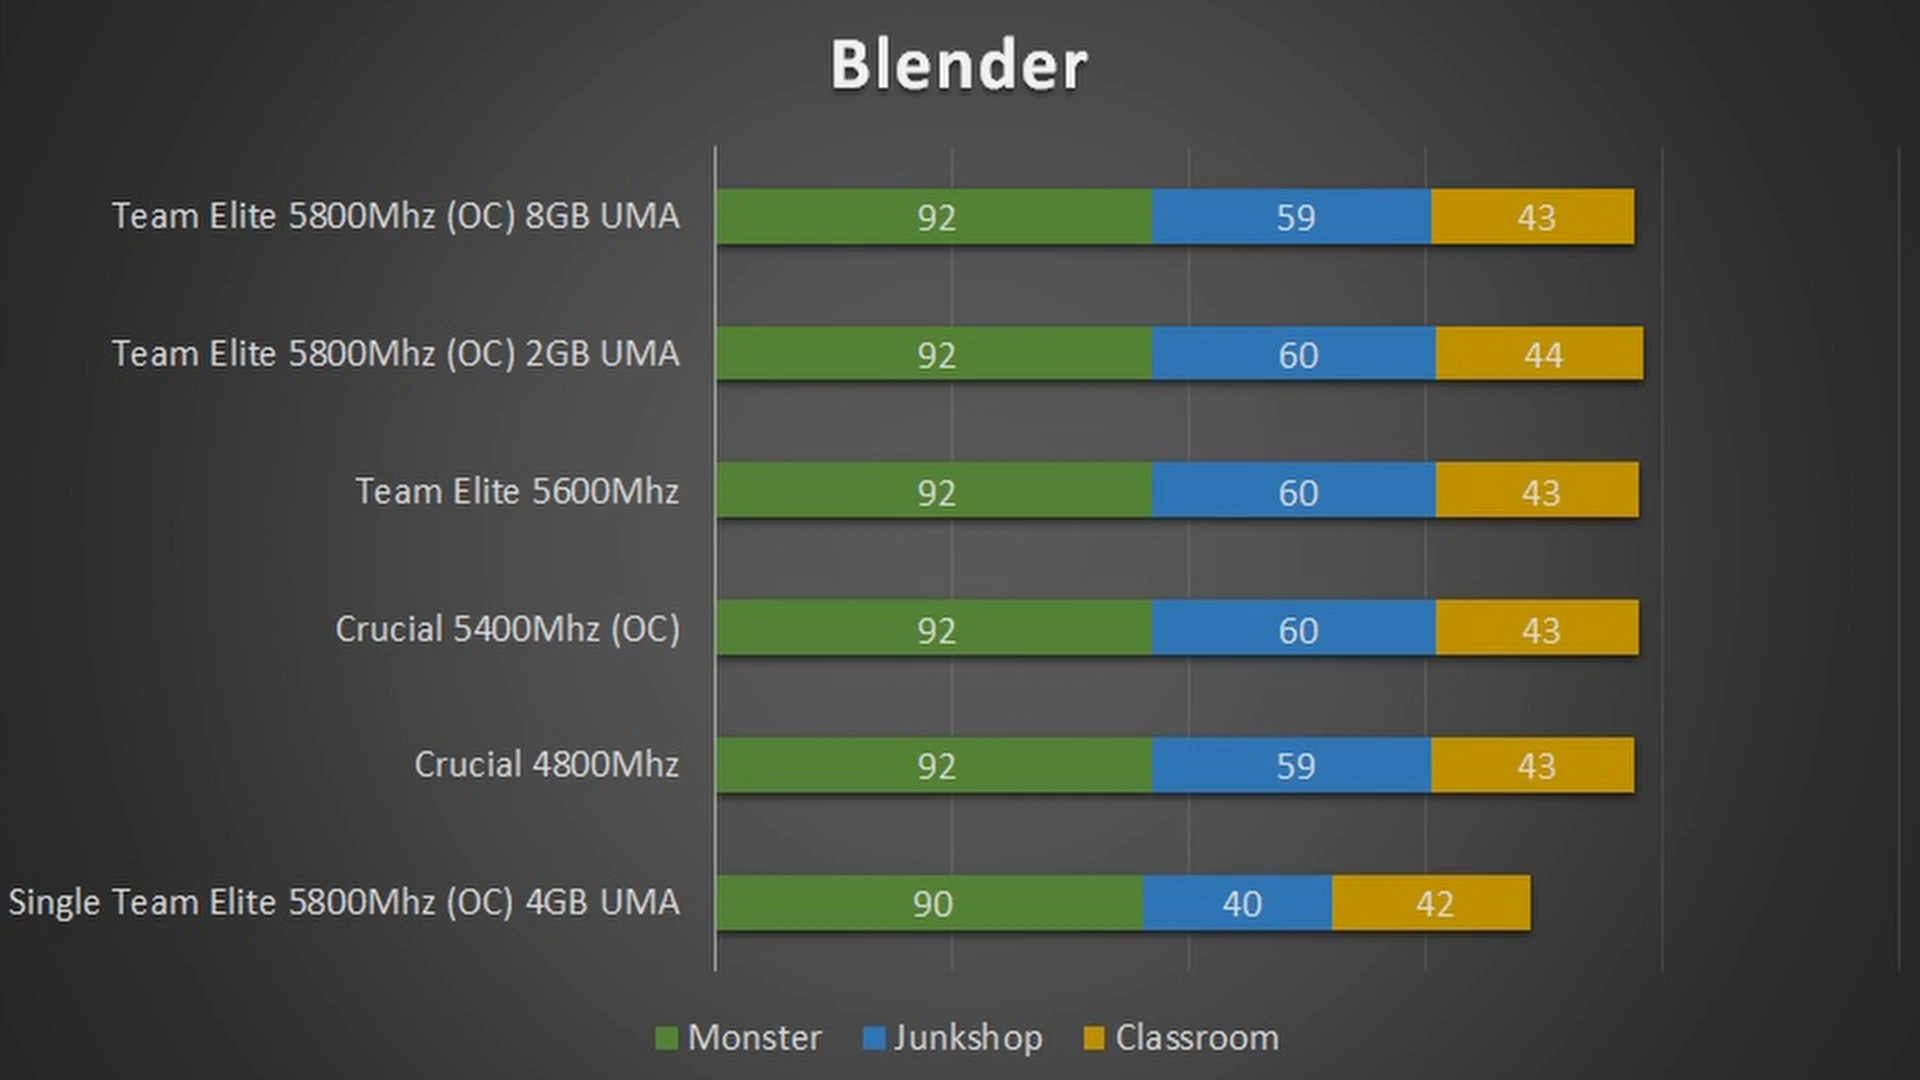 Blender
Team Elite 5800Mhz (OC) 8GB UMA 92 59 43
Team Elite 5800Mhz (OC) 2GB UMA 92 60 44
Team Elite 5600Mhz 92 60 43
Crucial 5400Mhz (OC) 92 60 43
Crucial 4800Mhz 92 59 43
Single Team Elite 5800Mhz (OC) 4GB UMA 90 40 42
Monster Junkshop Classroom